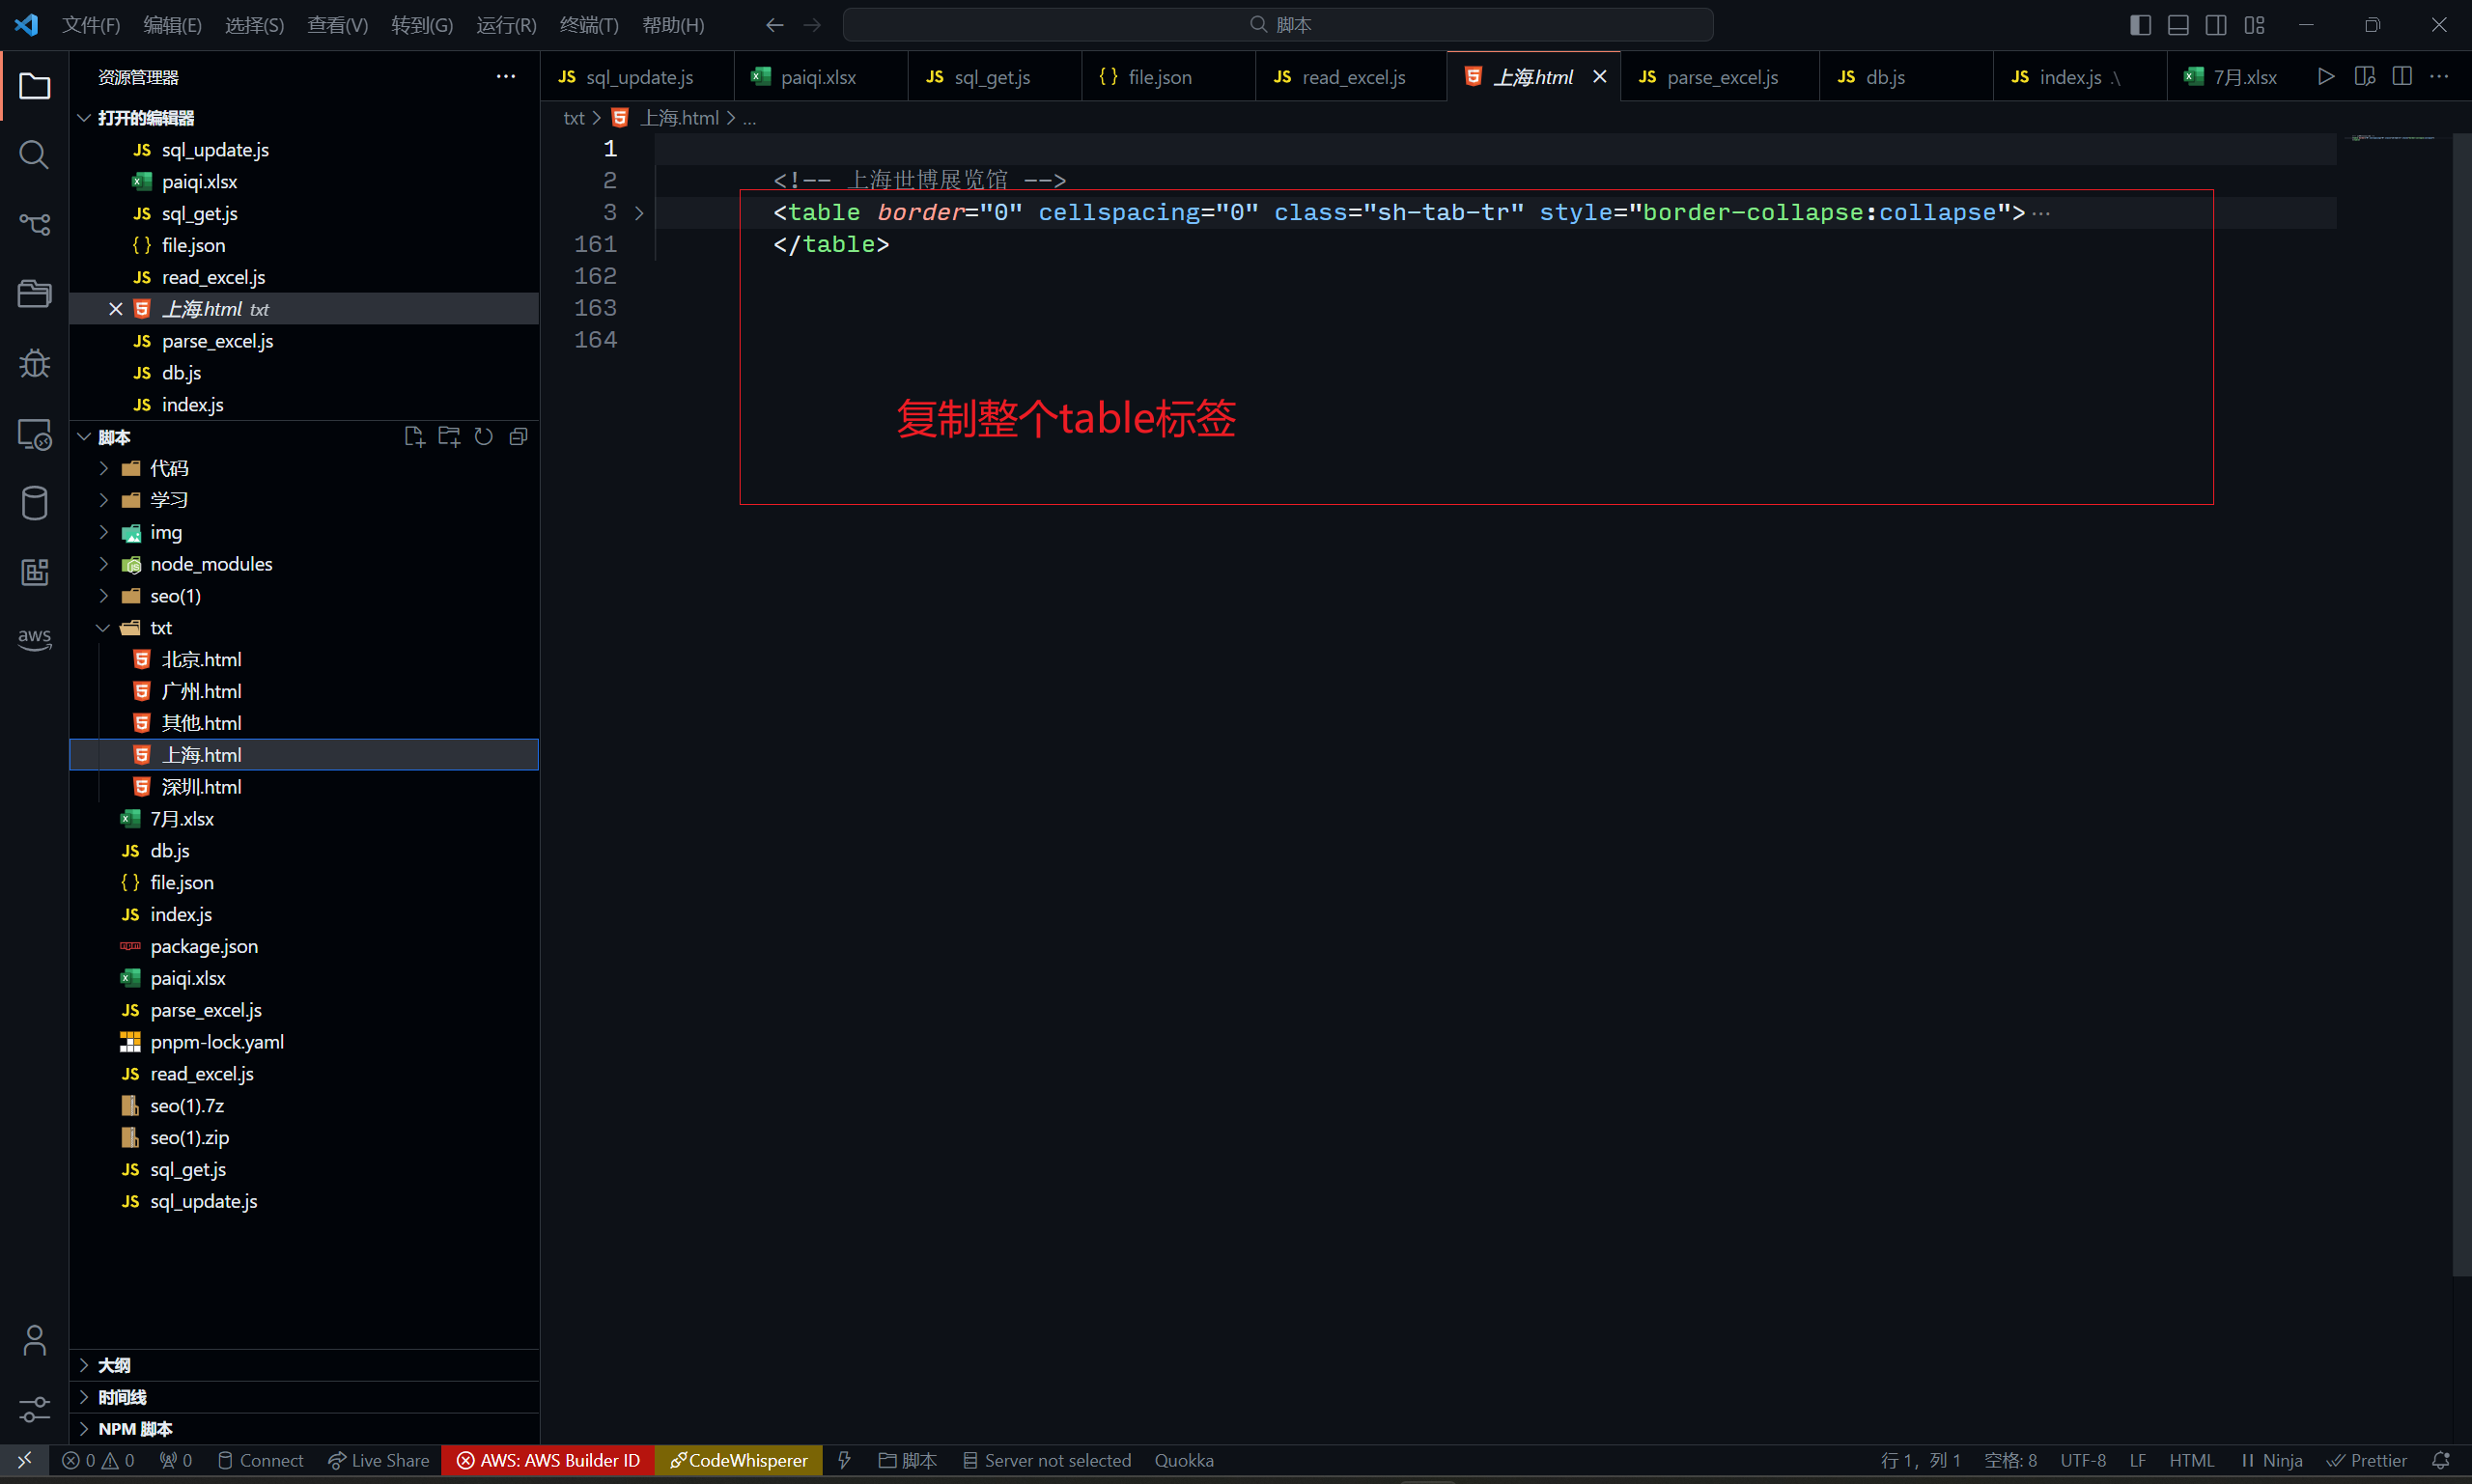 文件(F) 编辑(E) 选择(S) 查看(V) 转到(G) 运行(R) 终端(T) 帮助(H) 脚本
资源管理器
打开的编辑器
JS sql_update.js
paiqi.xlsx
JS sql_get.js
{ } file.json
JS read_excel.js
上海.html txt
JS parse_excel.js
JS db.js
JS index.js
脚本
代码
学习
img
node_modules
seo(1)
txt
北京.html
广州.html
其他.html
上海.html
深圳.html
7月.xlsx
JS db.js
{ } file.json
JS index.js
package.json
paiqi.xlsx
JS parse_excel.js
pnpm-lock.yaml
JS read_excel.js
seo(1).7z
seo(1).zip
JS sql_get.js
JS sql_update.js
大纲
时间线
NPM 脚本
aws
JS sql_update.js paiqi.xlsx JS sql_get.js { } file.json JS read_excel.js 上海.html JS parse_excel.js JS db.js JS index.js .\ 7月.xlsx
txt > 上海.html > ...
1
2 <!-- 上海世博展览馆 -->
3 <table border="0" cellspacing="0" class="sh-tab-tr" style="border-collapse:collapse">…
161 </table>
162
163
164
复制整个table标签
0 0 0 Connect Live Share AWS: AWS Builder ID CodeWhisperer 脚本 Server not selected Quokka 行 1，列 1 空格: 8 UTF-8 LF HTML Ninja Prettier